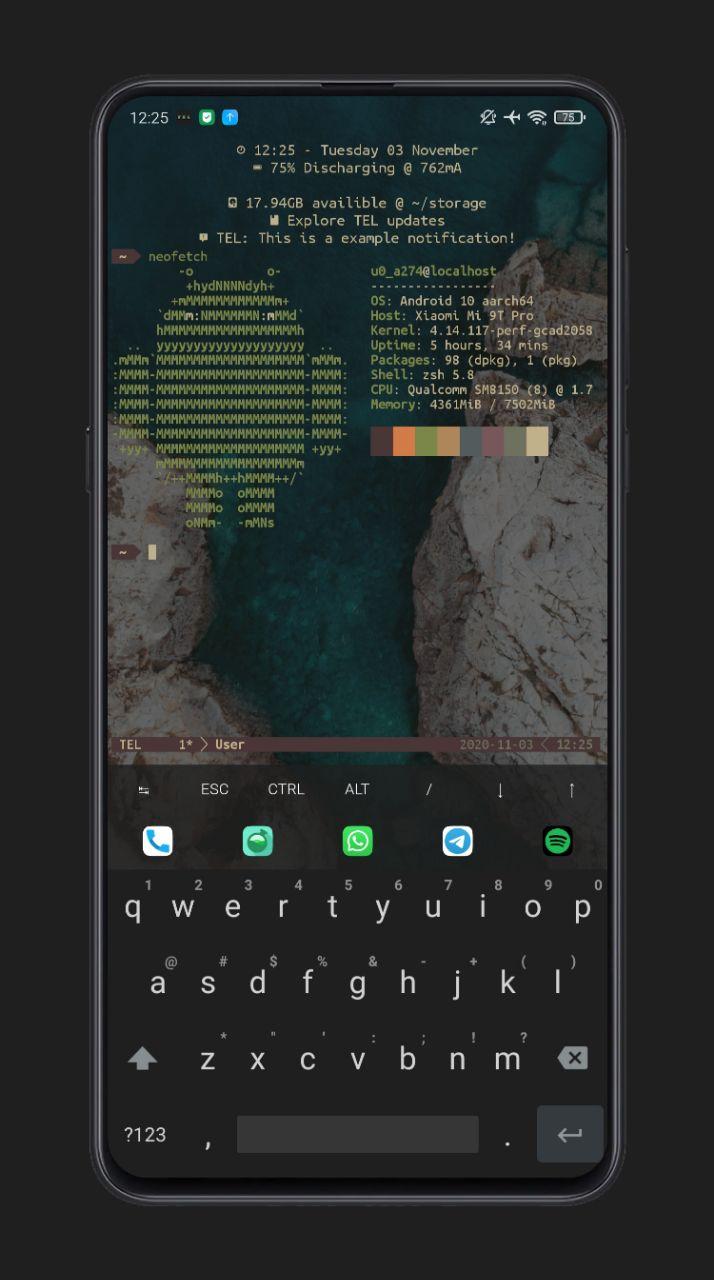 12:25 75
12:25 - Tuesday 03 November
75% Discharging @ 762mA
17.94GB availible @ ~/storage
Explore TEL updates
TEL: This is a example notification!
~ neofetch
-o o-
+hydNNNNdyh+
+mMMMMMMMMMMMMm+
`dMMm:NMMMMMMN:mMMd`
hMMMMMMMMMMMMMMMMMMh
.. yyyyyyyyyyyyyyyyyyyy ..
.mMMm`MMMMMMMMMMMMMMMMMMMM`mMMm.
:MMMM-MMMMMMMMMMMMMMMMMMMM-MMMM:
:MMMM-MMMMMMMMMMMMMMMMMMMM-MMMM:
:MMMM-MMMMMMMMMMMMMMMMMMMM-MMMM:
:MMMM-MMMMMMMMMMMMMMMMMMMM-MMMM:
-MMMM-MMMMMMMMMMMMMMMMMMMM-MMMM-
+yy+ MMMMMMMMMMMMMMMMMMMM +yy+
mMMMMMMMMMMMMMMMMMMm
`/++MMMMh++hMMMM++/`
MMMMo oMMMM
MMMMo oMMMM
oNMm- -mMNs
u0_a274@localhost
-----------------
OS: Android 10 aarch64
Host: Xiaomi Mi 9T Pro
Kernel: 4.14.117-perf-gcad2058
Uptime: 5 hours, 34 mins
Packages: 98 (dpkg), 1 (pkg)
Shell: zsh 5.8
CPU: Qualcomm SM8150 (8) @ 1.7
Memory: 4361MiB / 7502MiB
~
TEL 1* User 2020-11-03 12:25
ESC CTRL ALT / ↓ ↑
1 2 3 4 5 6 7 8 9 0
q w e r t y u i o p
@ # $ % & - + ( )
a s d f g h j k l
* " ' : ; ! ?
z x c v b n m
?123 , .